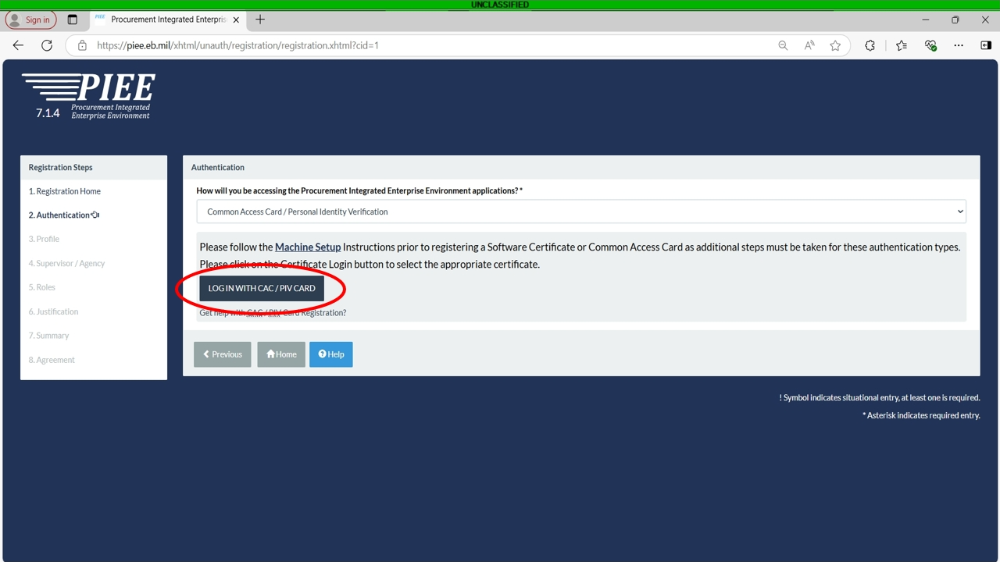 UNCLASSIFIED
Sign in
PIEE
Procurement Integrated Enterpris
https://piee.eb.mil/xhtml/unauth/registration/registration.xhtml?cid=1
PIEE
7.1.4
Procurement Integrated
Enterprise Environment
Registration Steps
1. Registration Home
2. Authentication
3. Profile
4. Supervisor / Agency
5. Roles
6. Justification
7. Summary
8. Agreement
Authentication
How will you be accessing the Procurement Integrated Enterprise Environment applications? *
Common Access Card / Personal Identity Verification
Please follow the Machine Setup Instructions prior to registering a Software Certificate or Common Access Card as additional steps must be taken for these authentication types.
Please click on the Certificate Login button to select the appropriate certificate.
LOG IN WITH CAC / PIV CARD
Get help with CAC / PIV Card Registration?
Previous
Home
Help
! Symbol indicates situational entry, at least one is required.
* Asterisk indicates required entry.